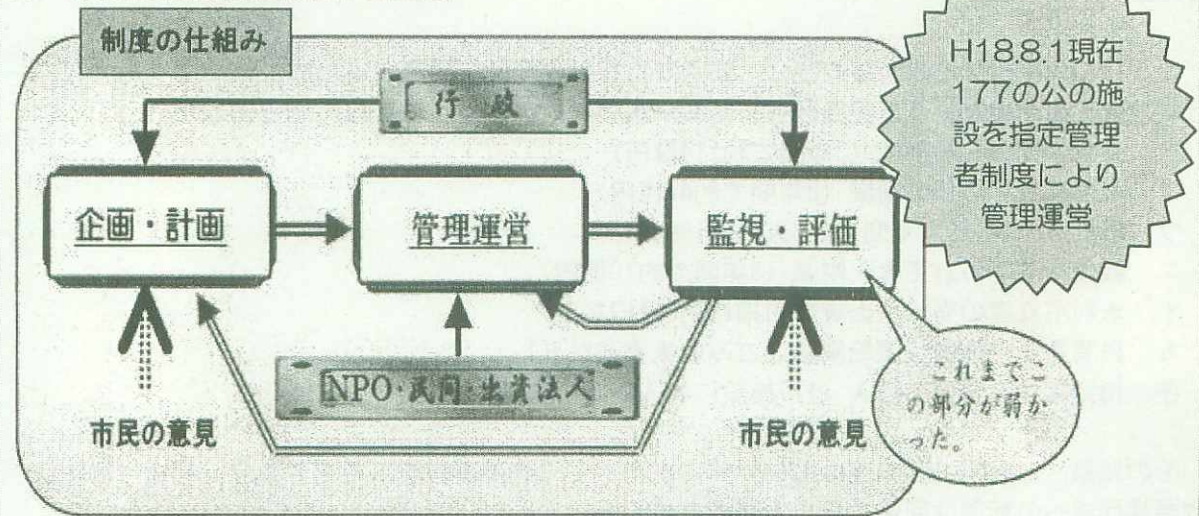 制度の仕組み
行政
H18.8.1現在
177の公の施
設を指定管理
者制度により
管理運営
企画・計画
管理運営
監視・評価
NPO・民間・出資法人
市民の意見
市民の意見
これまでこ
の部分が弱か
った。